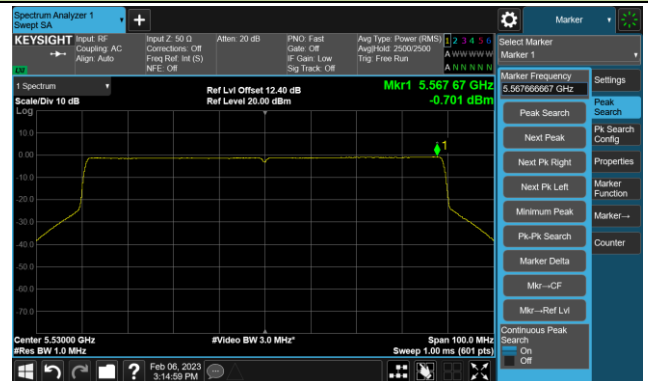 Spectrum Analyzer 1
Swept SA
+
Marker
KEYSIGHT
Input: RF
Coupling: AC
Align: Auto
Input Z: 50 Ω
Corrections: Off
Freq Ref: Int (S)
NFE: Off
Atten: 20 dB
PNO: Fast
Gate: Off
IF Gain: Low
Sig Track: Off
Avg Type: Power (RMS)
Avg|Hold: 2500/2500
Trig: Free Run
1 2 3 4 5 6
A W W W W W
A N N N N N
Select Marker
Marker 1
LXI
1 Spectrum
Scale/Div 10 dB
Log
Ref Lvl Offset 12.40 dB
Ref Level 20.00 dBm
Mkr1 5.567 67 GHz
-0.701 dBm
Marker Frequency
5.567666667 GHz
Peak Search
Next Peak
Next Pk Right
Next Pk Left
Minimum Peak
Pk-Pk Search
Marker Delta
Mkr→CF
Mkr→Ref Lvl
Continuous Peak
Search
On
Off
Settings
Peak
Search
Pk Search
Config
Properties
Marker
Function
Marker→
Counter
10.0
0.00
-10.0
-20.0
-30.0
-40.0
-50.0
-60.0
-70.0
1
Center 5.53000 GHz
#Res BW 1.0 MHz
#Video BW 3.0 MHz*
Span 100.0 MHz
Sweep 1.00 ms (601 pts)
?
Feb 06, 2023
3:14:59 PM